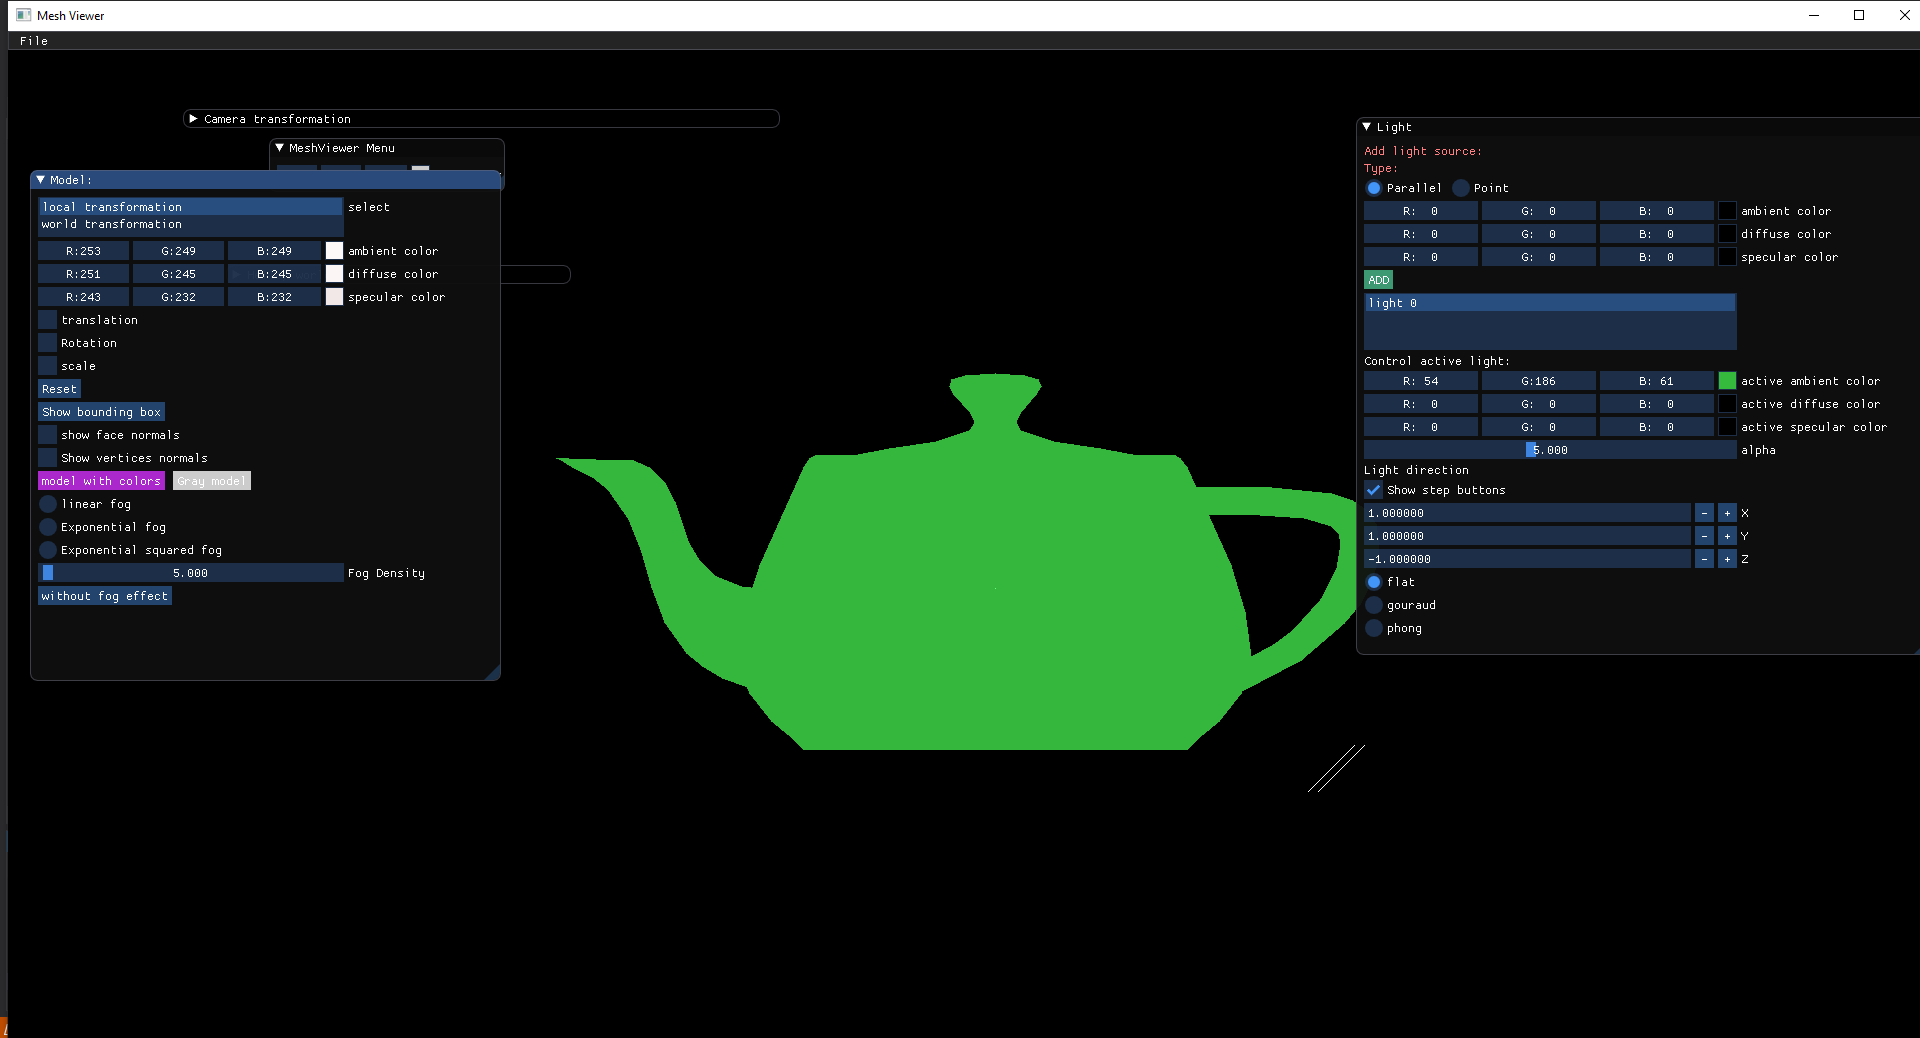 Mesh Viewer
File
Camera transformation
MeshViewer Menu
Model:
local transformation
select
world transformation
R:253 G:249 B:249 ambient color
R:251 G:245 B:245 diffuse color
R:243 G:232 B:232 specular color
translation
Rotation
scale
Reset
Show bounding box
show face normals
Show vertices normals
model with colors Gray model
linear fog
Exponential fog
Exponential squared fog
5.000 Fog Density
without fog effect
Light
Add light source:
Type:
Parallel Point
R: 0 G: 0 B: 0 ambient color
R: 0 G: 0 B: 0 diffuse color
R: 0 G: 0 B: 0 specular color
ADD
light 0
Control active light:
R: 54 G:186 B: 61 active ambient color
R: 0 G: 0 B: 0 active diffuse color
R: 0 G: 0 B: 0 active specular color
5.000 alpha
Light direction
Show step buttons
1.000000 - + X
1.000000 - + Y
-1.000000 - + Z
flat
gouraud
phong